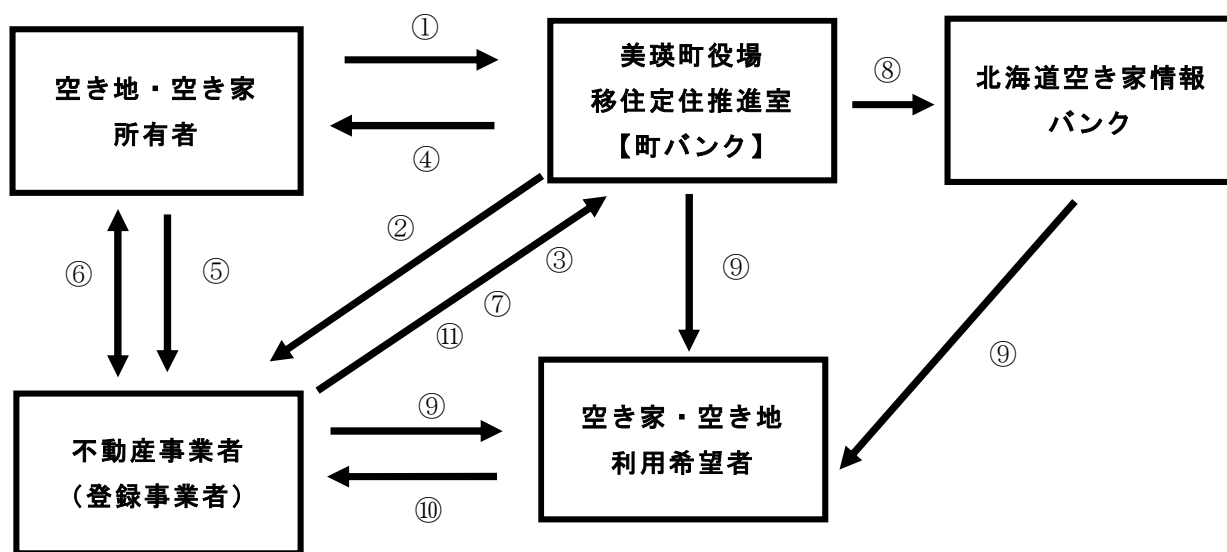 ①
空き地・空き家
所有者
④
美瑛町役場
移住定住推進室
【町バンク】
⑧
北海道空き家情報
バンク
⑥
⑤
②
③
⑦
⑪
⑨
⑨
不動産事業者
（登録事業者）
⑨
⑩
空き家・空き地
利用希望者